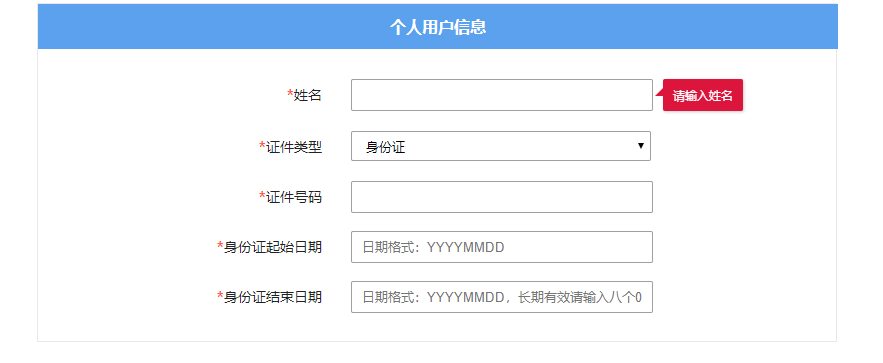 个人用户信息
*姓名
请输入姓名
*证件类型
身份证
*证件号码
*身份证起始日期
日期格式：YYYYMMDD
*身份证结束日期
日期格式：YYYYMMDD，长期有效请输入八个0